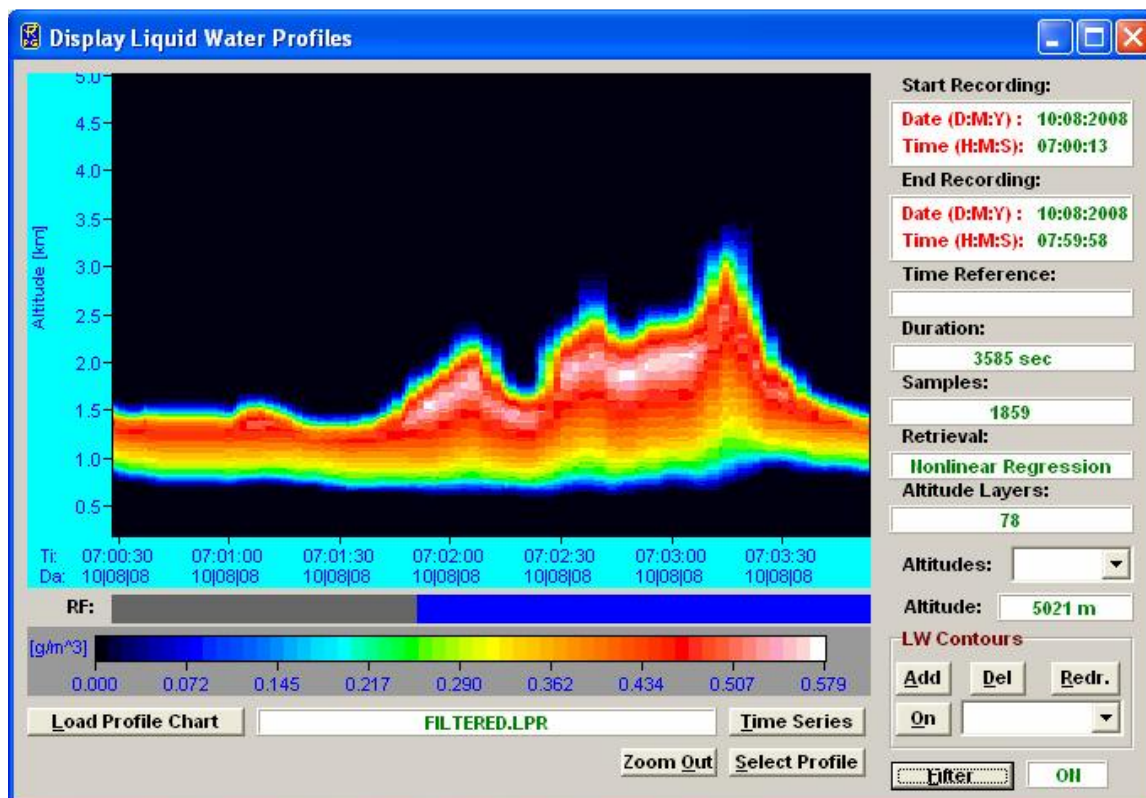 RPG
Display Liquid Water Profiles
5.0
4.5
4.0
3.5
3.0
2.5
2.0
1.5
1.0
0.5
Altitude [km]
Ti: 07:00:30 07:01:00 07:01:30 07:02:00 07:02:30 07:03:00 07:03:30
Da: 10|08|08 10|08|08 10|08|08 10|08|08 10|08|08 10|08|08 10|08|08
RF:
[g/m^3]
0.000 0.072 0.145 0.217 0.290 0.362 0.434 0.507 0.579
Load Profile Chart FILTERED.LPR Time Series
Zoom Out Select Profile
Start Recording:
Date (D:M:Y) : 10:08:2008
Time (H:M:S): 07:00:13
End Recording:
Date (D:M:Y) : 10:08:2008
Time (H:M:S): 07:59:58
Time Reference:
Duration:
3585 sec
Samples:
1859
Retrieval:
Nonlinear Regression
Altitude Layers:
78
Altitudes:
Altitude: 5021 m
LW Contours
Add Del Redr.
On
Filter ON